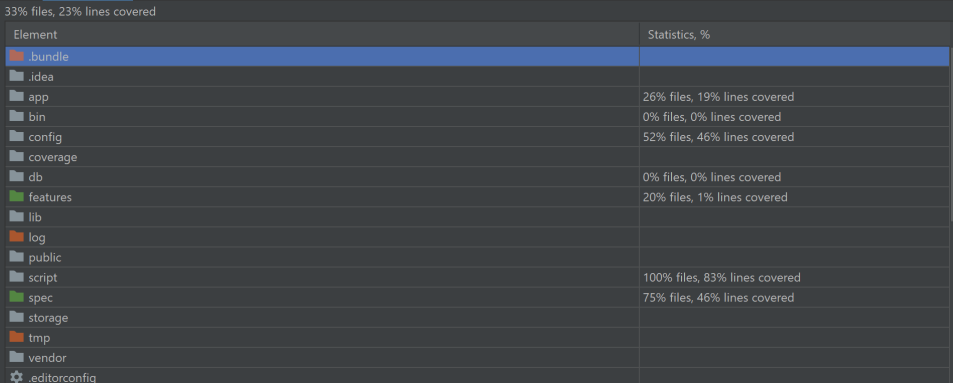 33% files, 23% lines covered
Element Statistics, %
.bundle
.idea
app 26% files, 19% lines covered
bin 0% files, 0% lines covered
config 52% files, 46% lines covered
coverage
db 0% files, 0% lines covered
features 20% files, 1% lines covered
lib
log
public
script 100% files, 83% lines covered
spec 75% files, 46% lines covered
storage
tmp
vendor
.editorconfig